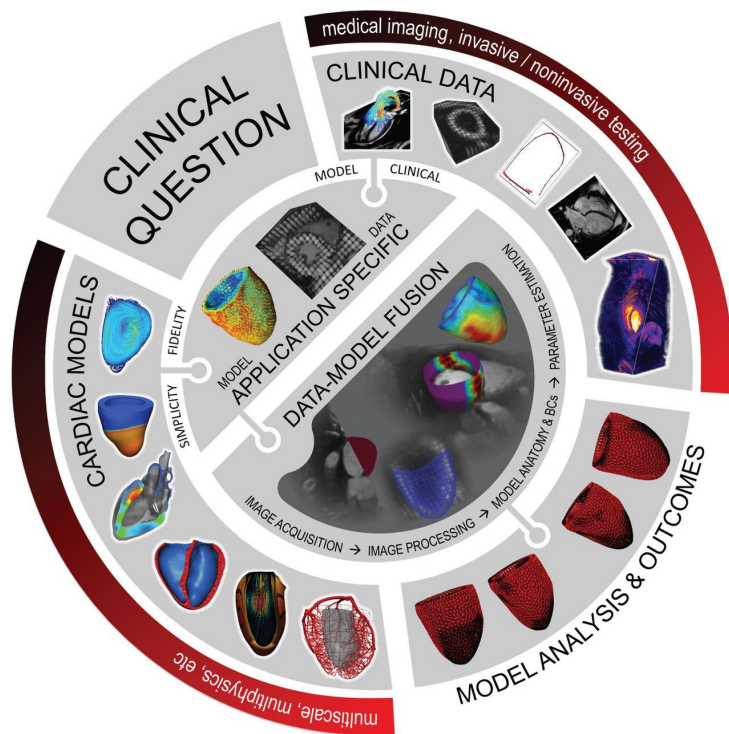 medical imaging, invasive / noninvasive testing
CLINICAL DATA
CLINICAL
QUESTION
MODEL
CLINICAL
DATA
MODEL
APPLICATION SPECIFIC
FIDELITY
SIMPLICITY
CARDIAC MODELS
DATA-MODEL FUSION
IMAGE ACQUISITION → IMAGE PROCESSING → MODEL ANATOMY & BCs → PARAMETER ESTIMATION
MODEL ANALYSIS & OUTCOMES
multiscale, multiphysics, etc